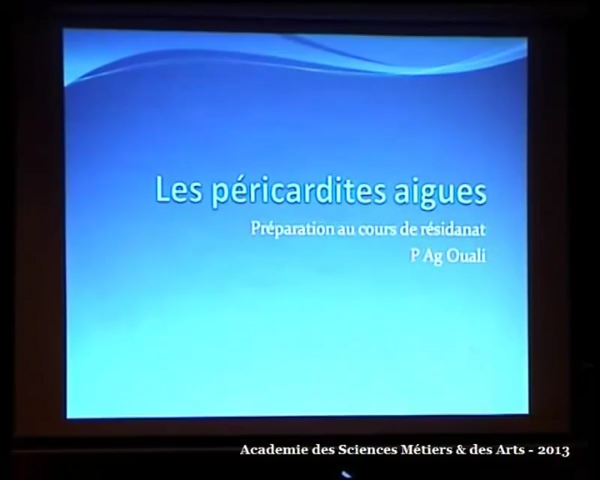 Les péricardites aigues
Préparation au cours de résidanat
P Ag Ouali
Academie des Sciences Métiers & des Arts - 2013